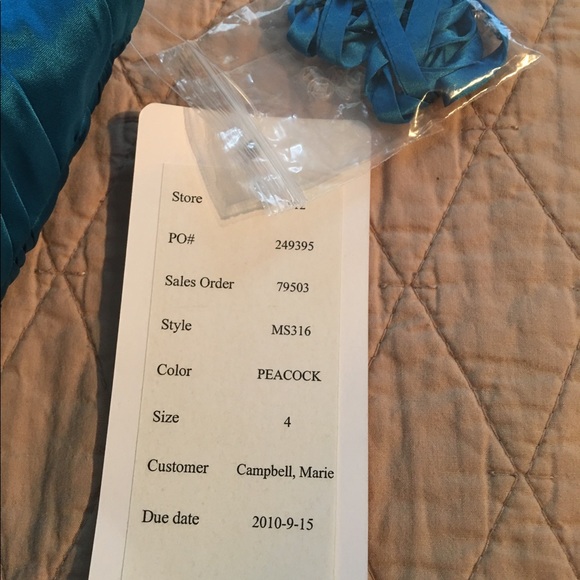 Store
PO# 249395
Sales Order 79503
Style MS316
Color PEACOCK
Size 4
Customer Campbell, Marie
Due date 2010-9-15